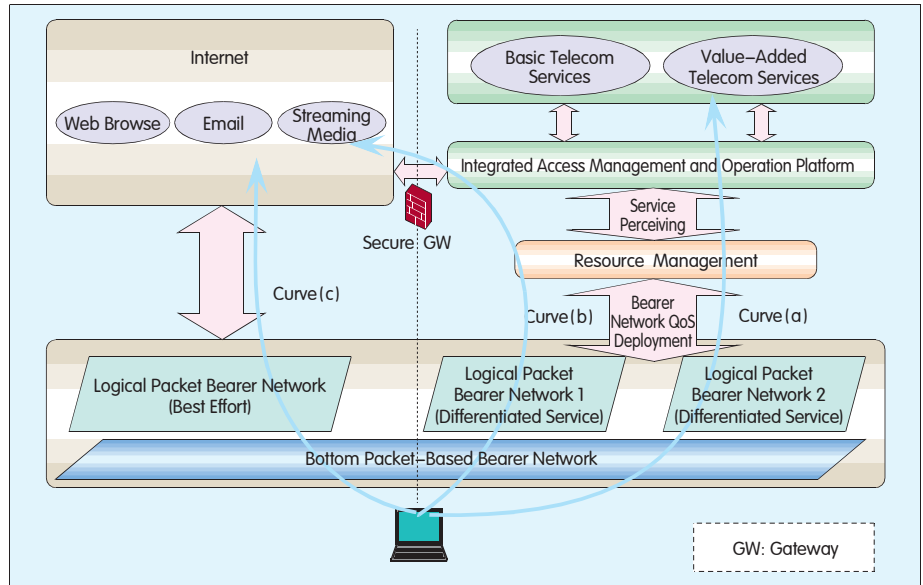 Internet
Web Browse
Email
Streaming
Media
Basic Telecom
Services
Value–Added
Telecom Services
Integrated Access Management and Operation Platform
Secure GW
Service
Perceiving
Resource Management
Curve(c)
Curve(b)
Bearer
Network QoS
Deployment
Curve(a)
Logical Packet Bearer Network
(Best Effort)
Logical Packet
Bearer Network 1
(Differentiated Service)
Logical Packet
Bearer Network 2
(Differentiated Service)
Bottom Packet–Based Bearer Network
GW: Gateway